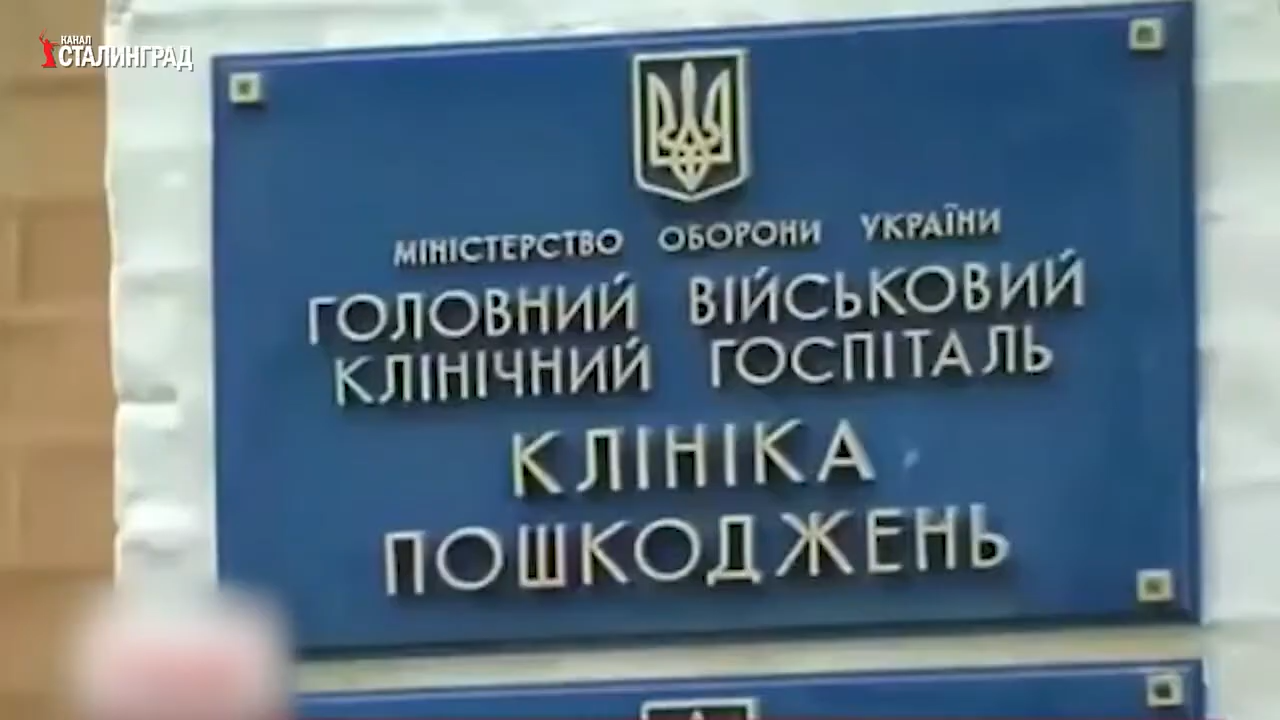 КАНАЛ
СТАЛИНГРАД
МІНІСТЕРСТВО ОБОРОНИ УКРАЇНИ
ГОЛОВНИЙ ВІЙСЬКОВИЙ
КЛІНІЧНИЙ ГОСПІТАЛЬ
КЛІНІКА
ПОШКОДЖЕНЬ